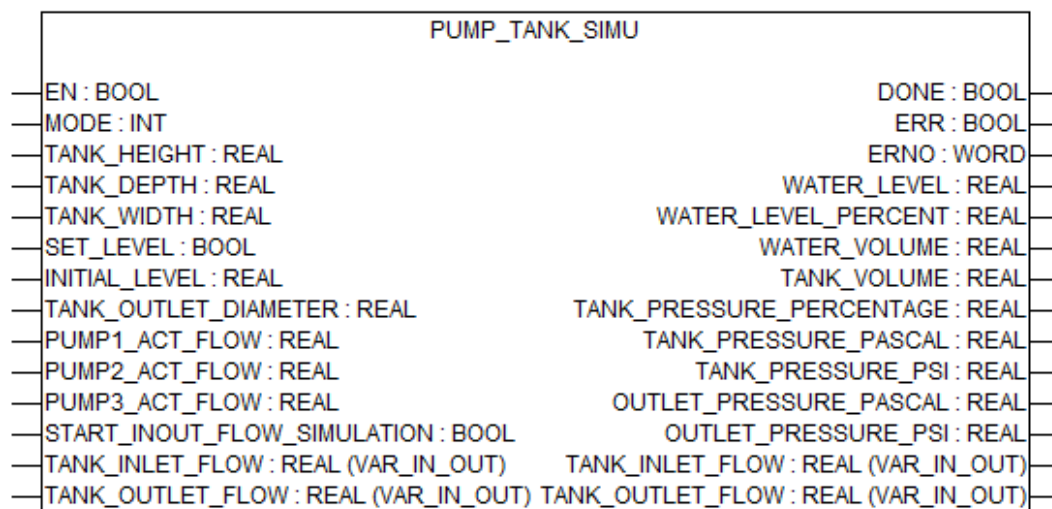 PUMP_TANK_SIMU
EN : BOOL DONE : BOOL
MODE : INT ERR : BOOL
TANK_HEIGHT : REAL ERNO : WORD
TANK_DEPTH : REAL WATER_LEVEL : REAL
TANK_WIDTH : REAL WATER_LEVEL_PERCENT : REAL
SET_LEVEL : BOOL WATER_VOLUME : REAL
INITIAL_LEVEL : REAL TANK_VOLUME : REAL
TANK_OUTLET_DIAMETER : REAL TANK_PRESSURE_PERCENTAGE : REAL
PUMP1_ACT_FLOW : REAL TANK_PRESSURE_PASCAL : REAL
PUMP2_ACT_FLOW : REAL TANK_PRESSURE_PSI : REAL
PUMP3_ACT_FLOW : REAL OUTLET_PRESSURE_PASCAL : REAL
START_INOUT_FLOW_SIMULATION : BOOL OUTLET_PRESSURE_PSI : REAL
TANK_INLET_FLOW : REAL (VAR_IN_OUT) TANK_INLET_FLOW : REAL (VAR_IN_OUT)
TANK_OUTLET_FLOW : REAL (VAR_IN_OUT) TANK_OUTLET_FLOW : REAL (VAR_IN_OUT)